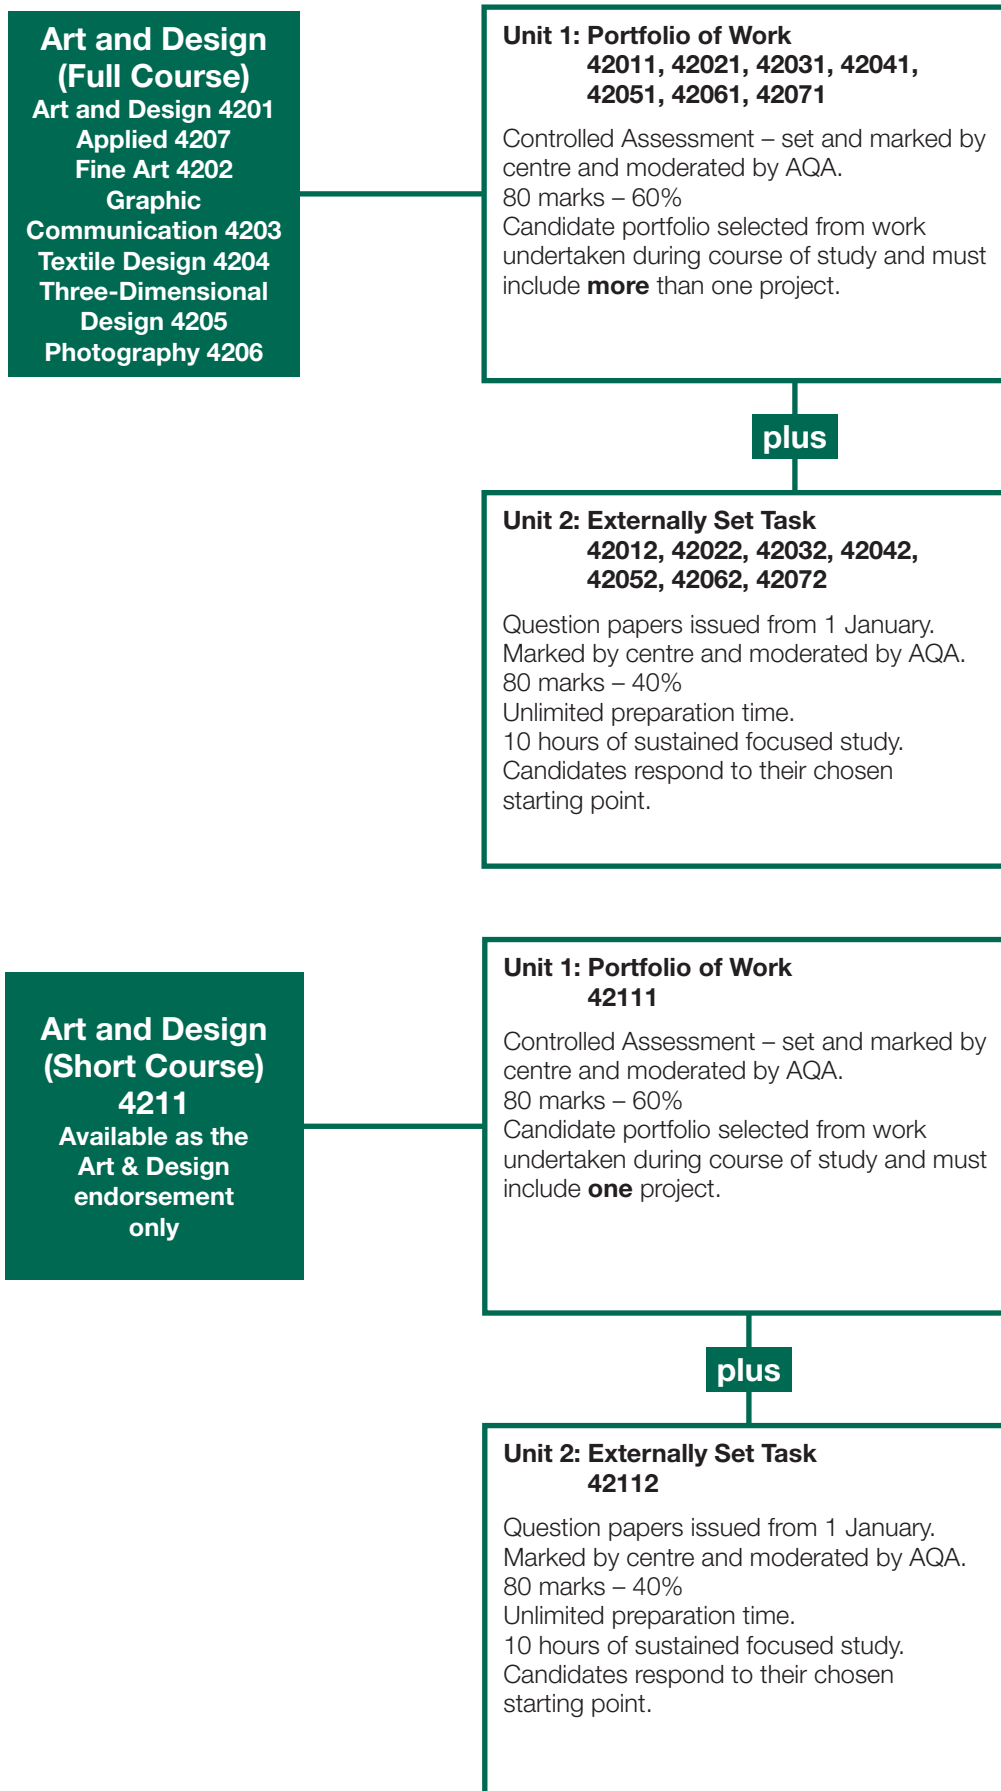 Art and Design
(Full Course)
Art and Design 4201
Applied 4207
Fine Art 4202
Graphic
Communication 4203
Textile Design 4204
Three-Dimensional
Design 4205
Photography 4206
Unit 1: Portfolio of Work
42011, 42021, 42031, 42041,
42051, 42061, 42071
Controlled Assessment – set and marked by
centre and moderated by AQA.
80 marks – 60%
Candidate portfolio selected from work
undertaken during course of study and must
include more than one project.
plus
Unit 2: Externally Set Task
42012, 42022, 42032, 42042,
42052, 42062, 42072
Question papers issued from 1 January.
Marked by centre and moderated by AQA.
80 marks – 40%
Unlimited preparation time.
10 hours of sustained focused study.
Candidates respond to their chosen
starting point.
Art and Design
(Short Course)
4211
Available as the
Art & Design
endorsement
only
Unit 1: Portfolio of Work
42111
Controlled Assessment – set and marked by
centre and moderated by AQA.
80 marks – 60%
Candidate portfolio selected from work
undertaken during course of study and must
include one project.
plus
Unit 2: Externally Set Task
42112
Question papers issued from 1 January.
Marked by centre and moderated by AQA.
80 marks – 40%
Unlimited preparation time.
10 hours of sustained focused study.
Candidates respond to their chosen
starting point.